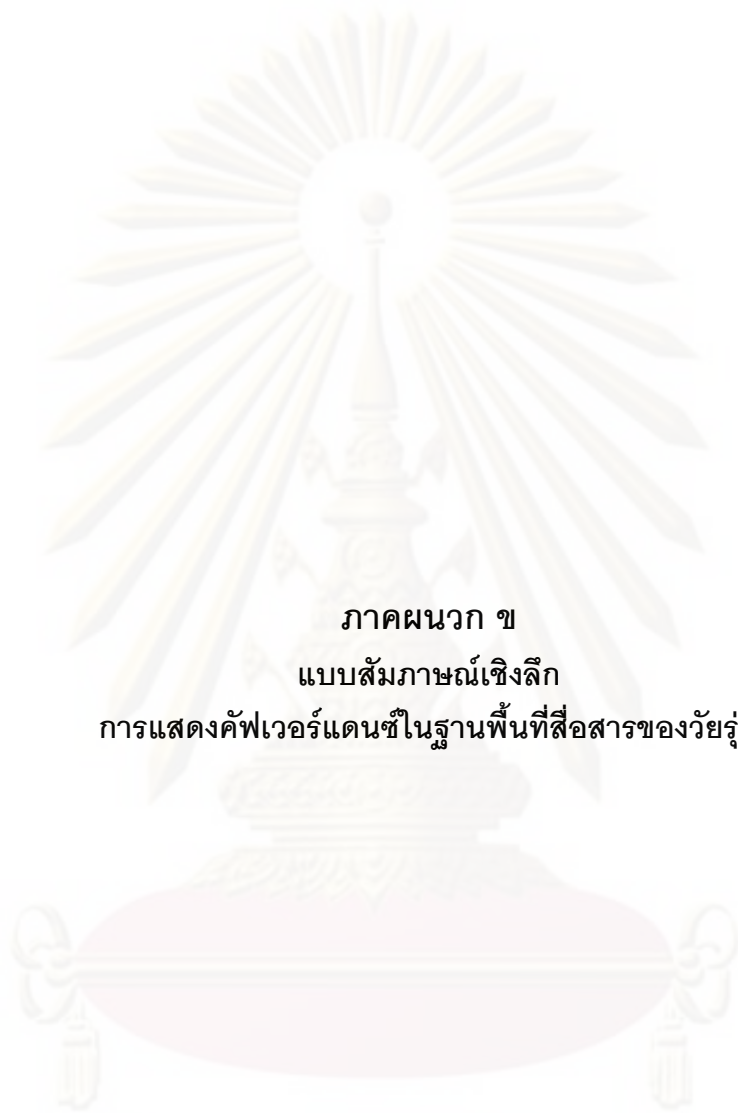 ภาคผนวก ข
แบบสัมภาษณ์เชิงลึก
การแสดงคัฟเวอร์แดนซ์ในฐานพื้นที่สื่อสารของวัยรุ่